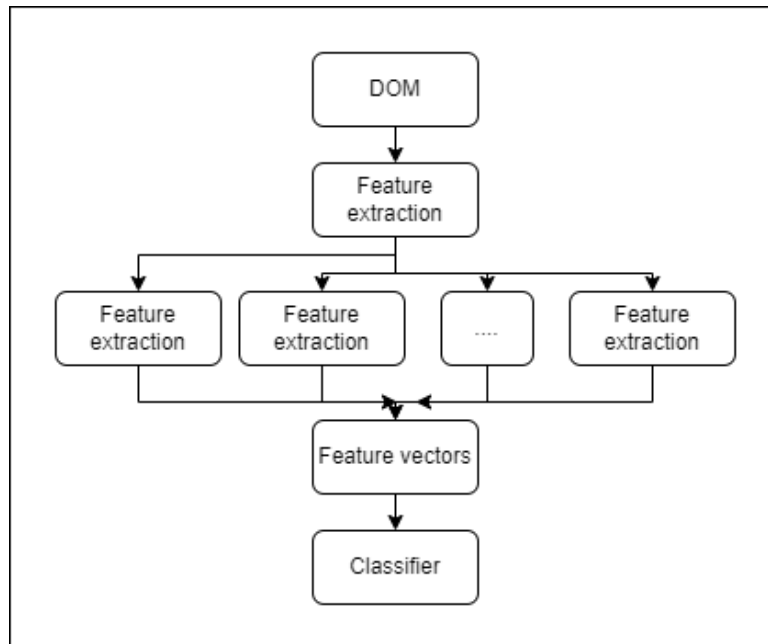 DOM
Feature
extraction
Feature
extraction
Feature
extraction
....
Feature
extraction
Feature vectors
Classifier